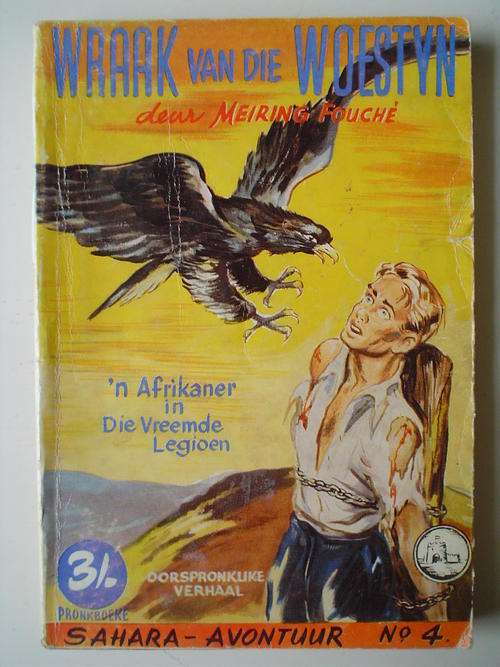 WRAAK VAN DIE WOESTYN
deur MEIRING FOUCHÉ
'n Afrikaner
in
Die Vreemde
Legioen
3/-
PRONKBOEKE
OORSPRONKLIKE
VERHAAL
SAHARA-AVONTUUR NO 4.